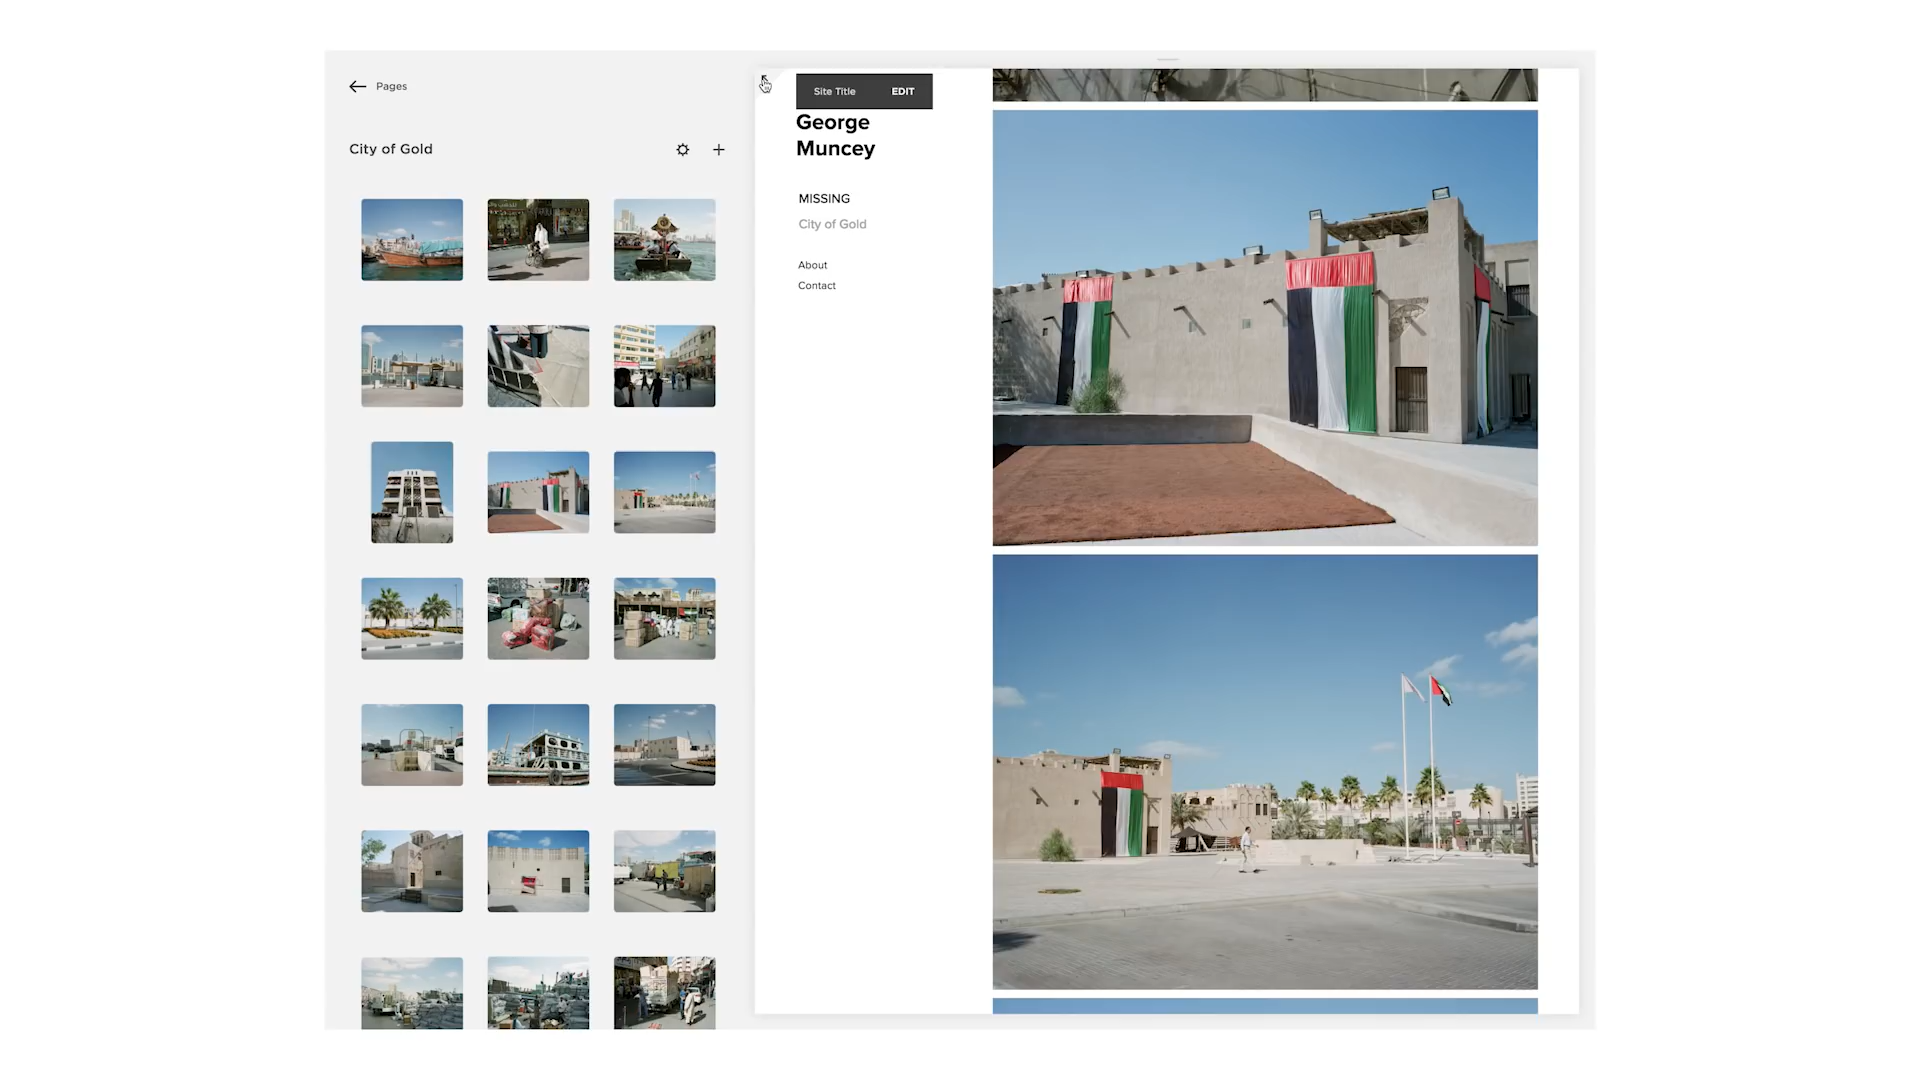 Pages
City of Gold
Site Title EDIT
George
Muncey
MISSING
City of Gold
About
Contact